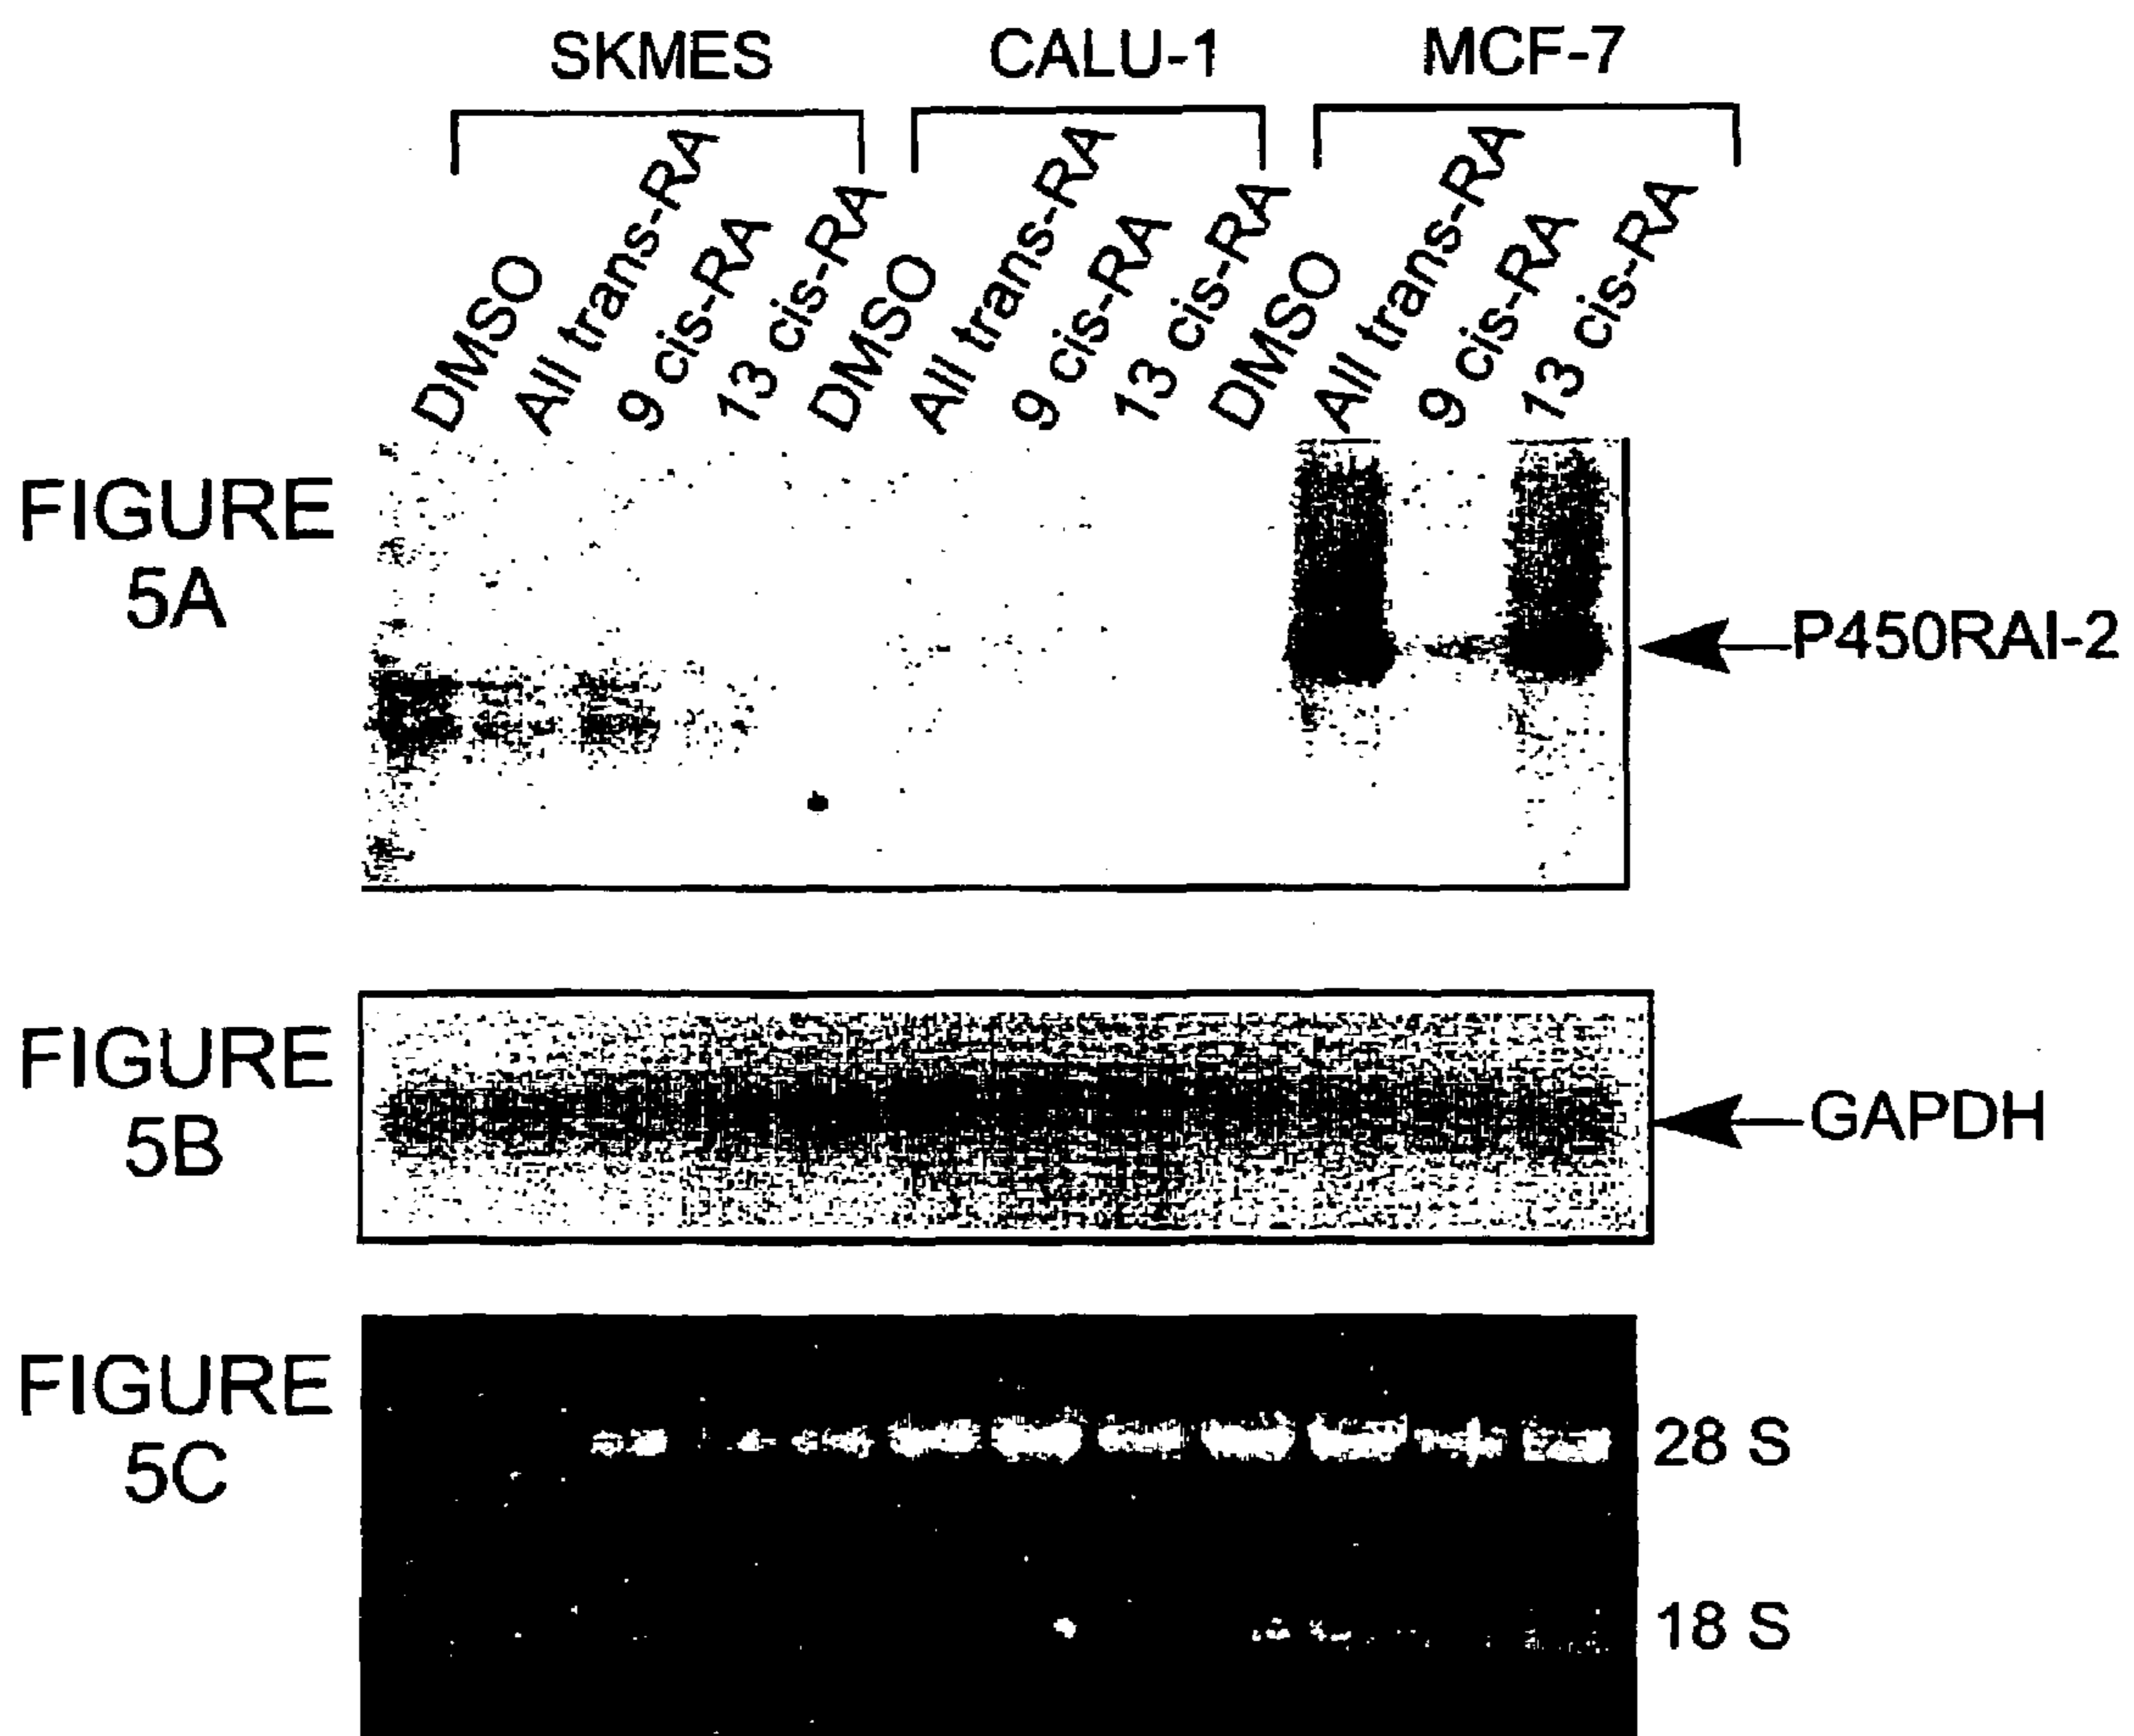 SKMES CALU-1 MCF-7
DMSO All trans-RA 9 cis-RA 13 cis-RA DMSO All trans-RA 9 cis-RA 13 cis-RA DMSO All trans-RA 9 cis-RA 13 cis-RA
FIGURE
5A
P450RAI-2
FIGURE
5B
GAPDH
FIGURE
5C
28 S
18 S